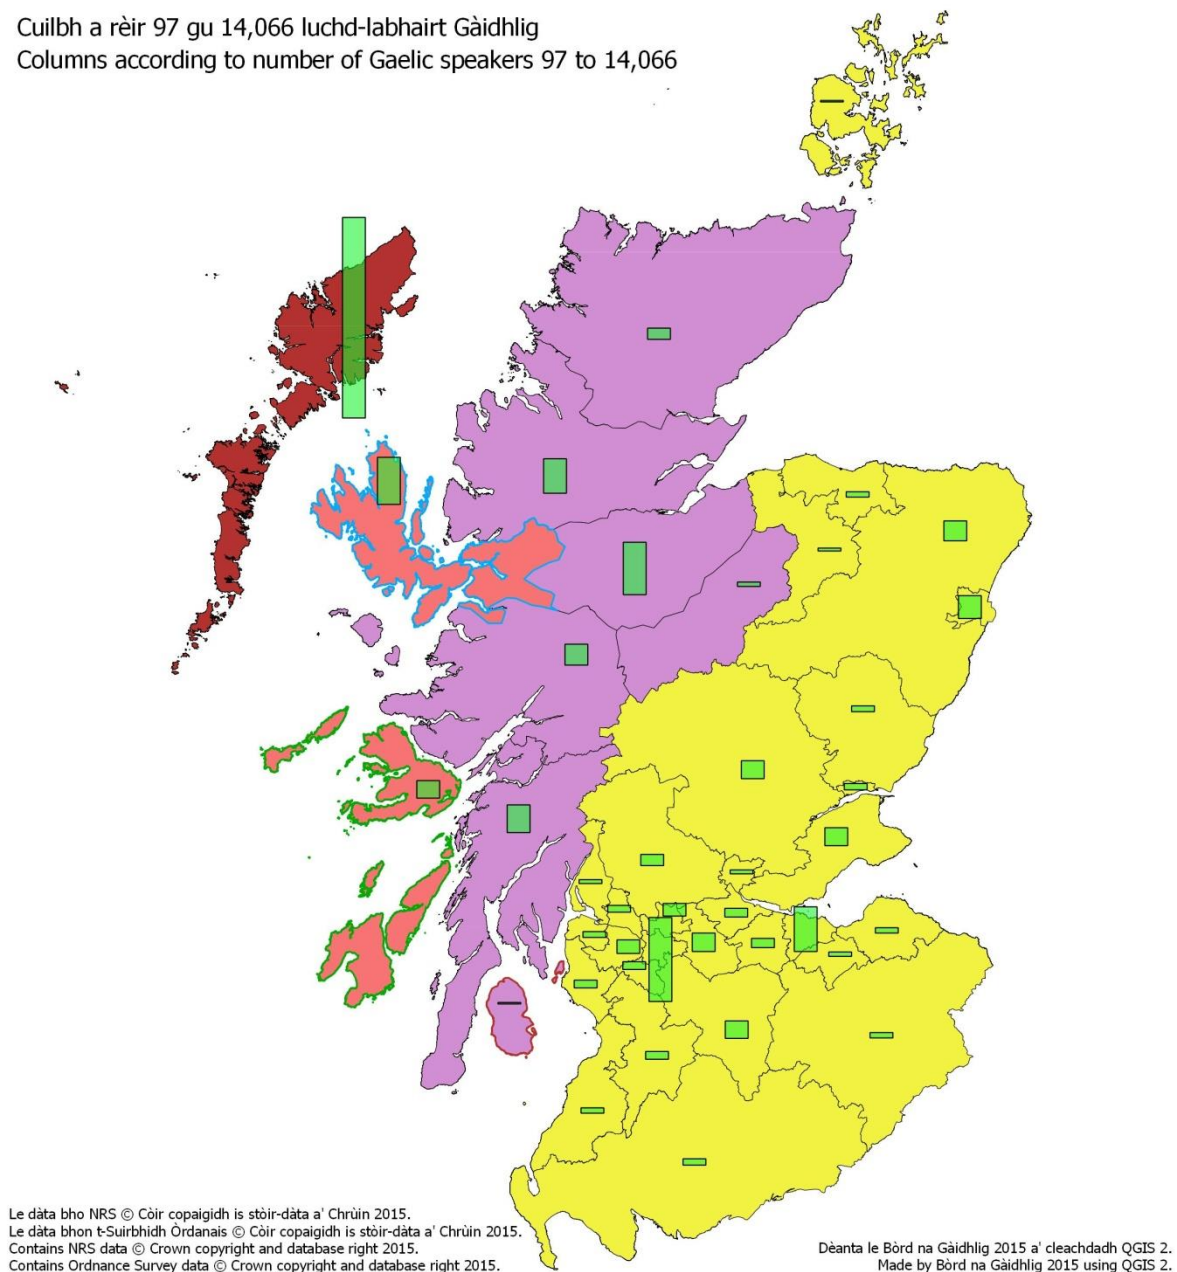 Cuilbh a rèir 97 gu 14,066 luchd-labhairt Gàidhlig
Columns according to number of Gaelic speakers 97 to 14,066
Le dàta bho NRS © Còir copaigidh is stòir-dàta a' Chrùin 2015.
Le dàta bhon t-Suirbhidh Òrdanais © Còir copaigidh is stòir-dàta a' Chrùin 2015.
Contains NRS data © Crown copyright and database right 2015.
Contains Ordnance Survey data © Crown copyright and database right 2015.
Dèanta le Bòrd na Gàidhlig 2015 a' cleachdadh QGIS 2.
Made by Bòrd na Gàidhlig 2015 using QGIS 2.